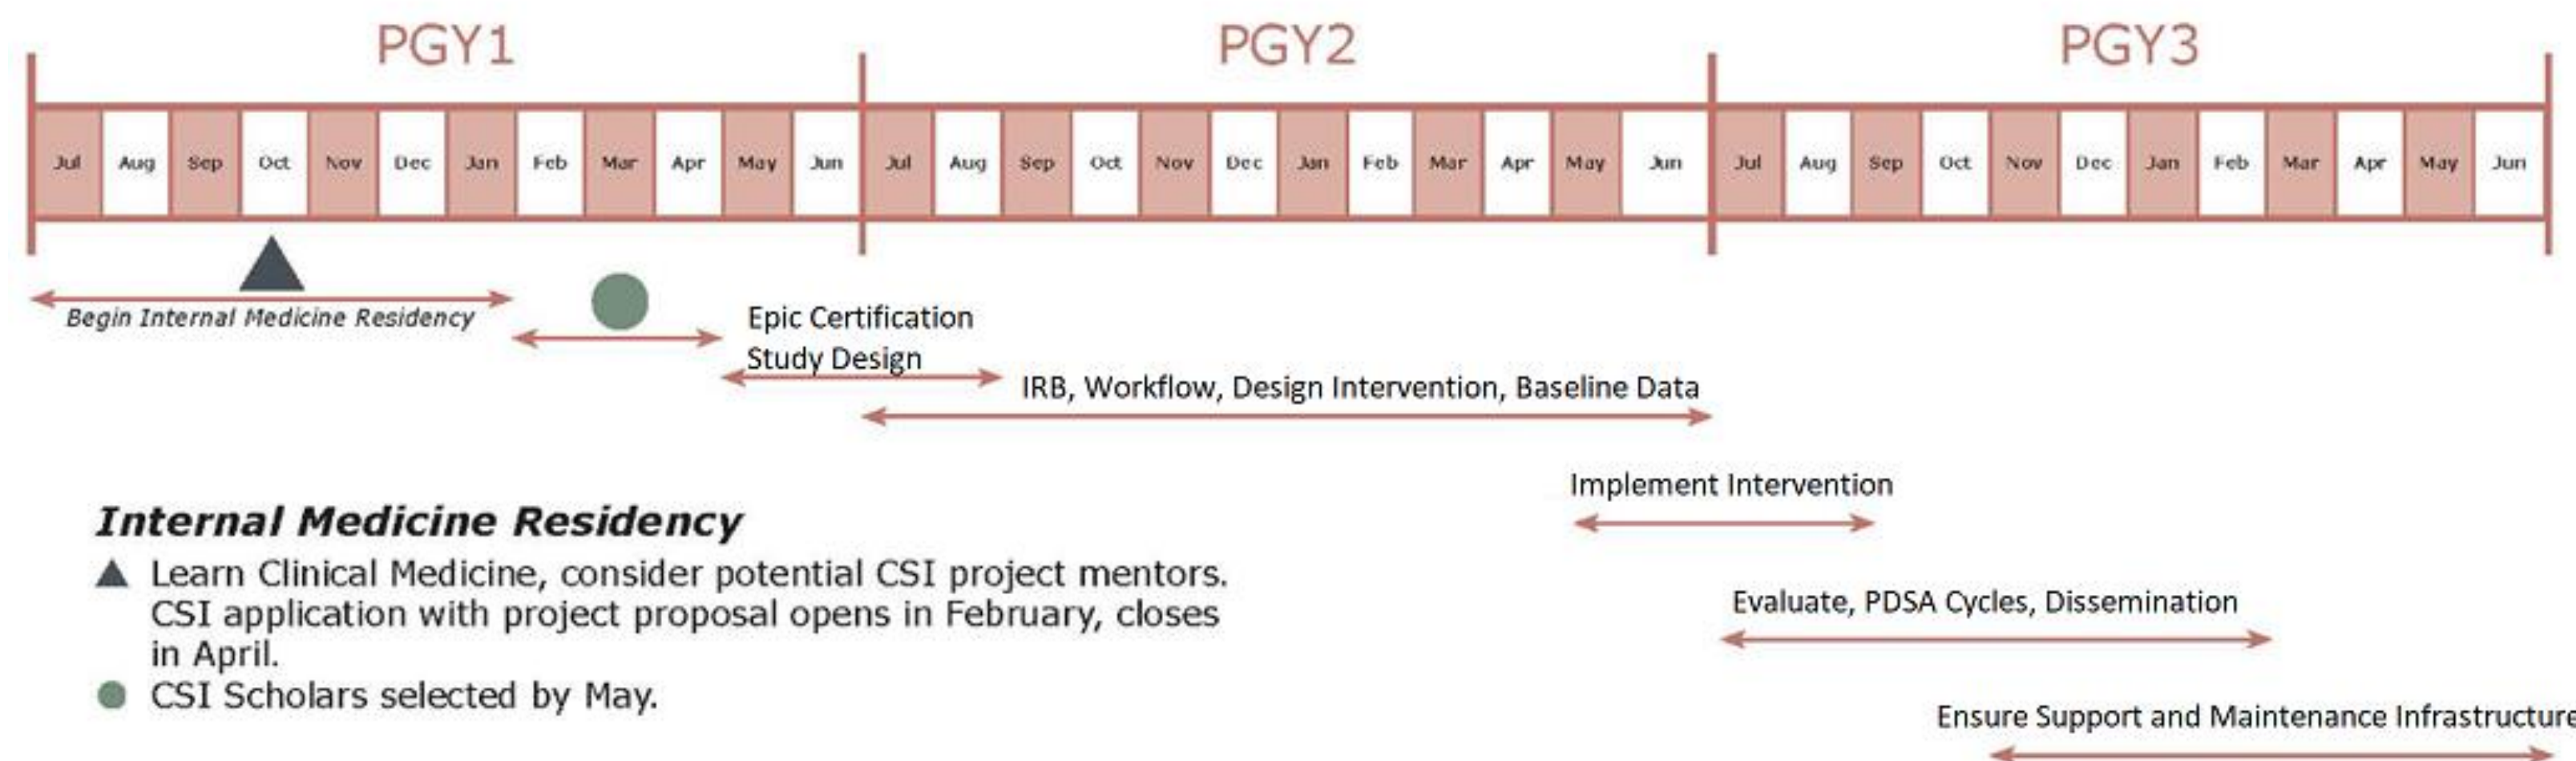 PGY1 PGY2 PGY3
Jul Aug Sep Oct Nov Dec Jan Feb Mar Apr May Jun Jul Aug Sep Oct Nov Dec Jan Feb Mar Apr May Jun Jul Aug Sep Oct Nov Dec Jan Feb Mar Apr May Jun
Begin Internal Medicine Residency
Epic Certification
Study Design
IRB, Workflow, Design Intervention, Baseline Data
Implement Intervention
Internal Medicine Residency
Learn Clinical Medicine, consider potential CSI project mentors.
CSI application with project proposal opens in February, closes
in April.
CSI Scholars selected by May.
Evaluate, PDSA Cycles, Dissemination
Ensure Support and Maintenance Infrastructure